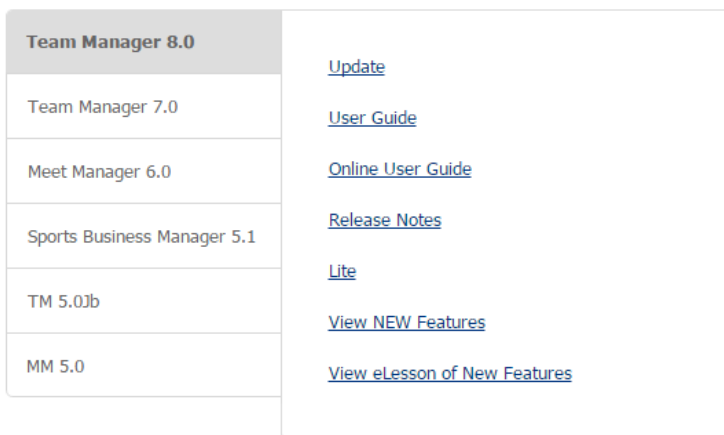 Team Manager 8.0
Team Manager 7.0
Meet Manager 6.0
Sports Business Manager 5.1
TM 5.0Jb
MM 5.0
Update
User Guide
Online User Guide
Release Notes
Lite
View NEW Features
View eLesson of New Features